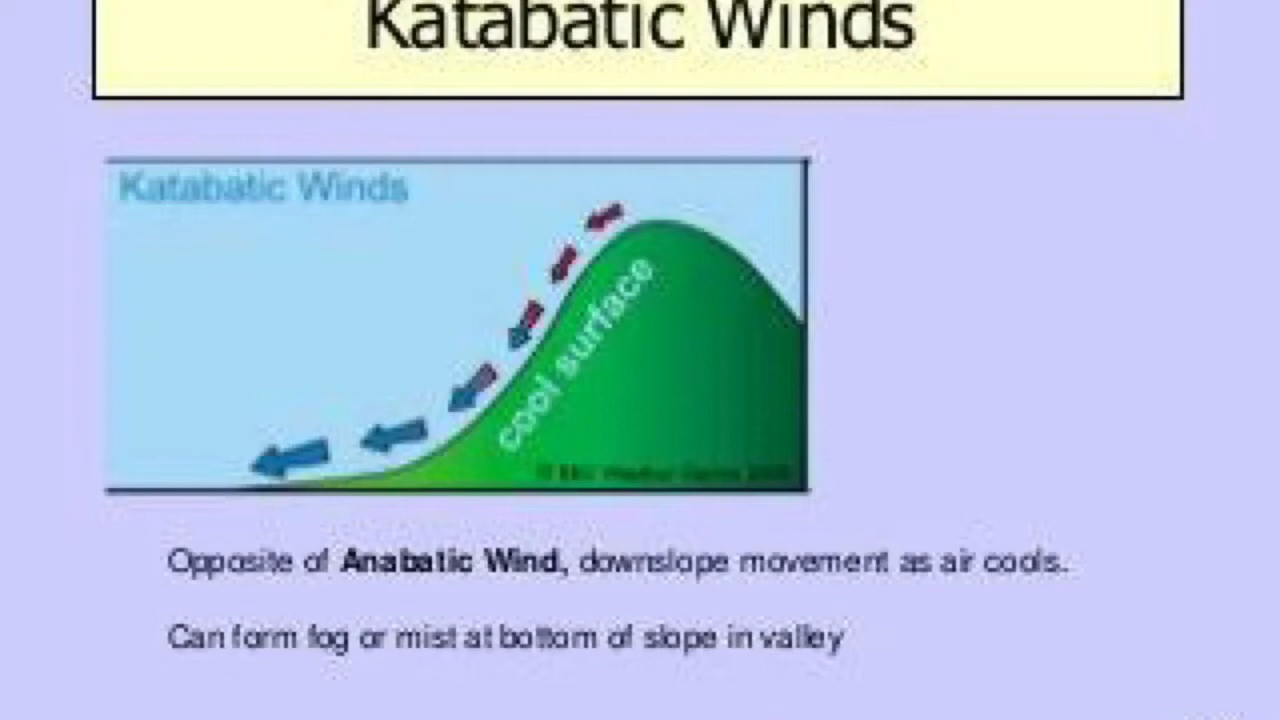 Katabatic Winds
Katabatic Winds
cool surface
Opposite of Anabatic Wind, downslope movement as air cools.
Can form fog or mist at bottom of slope in valley